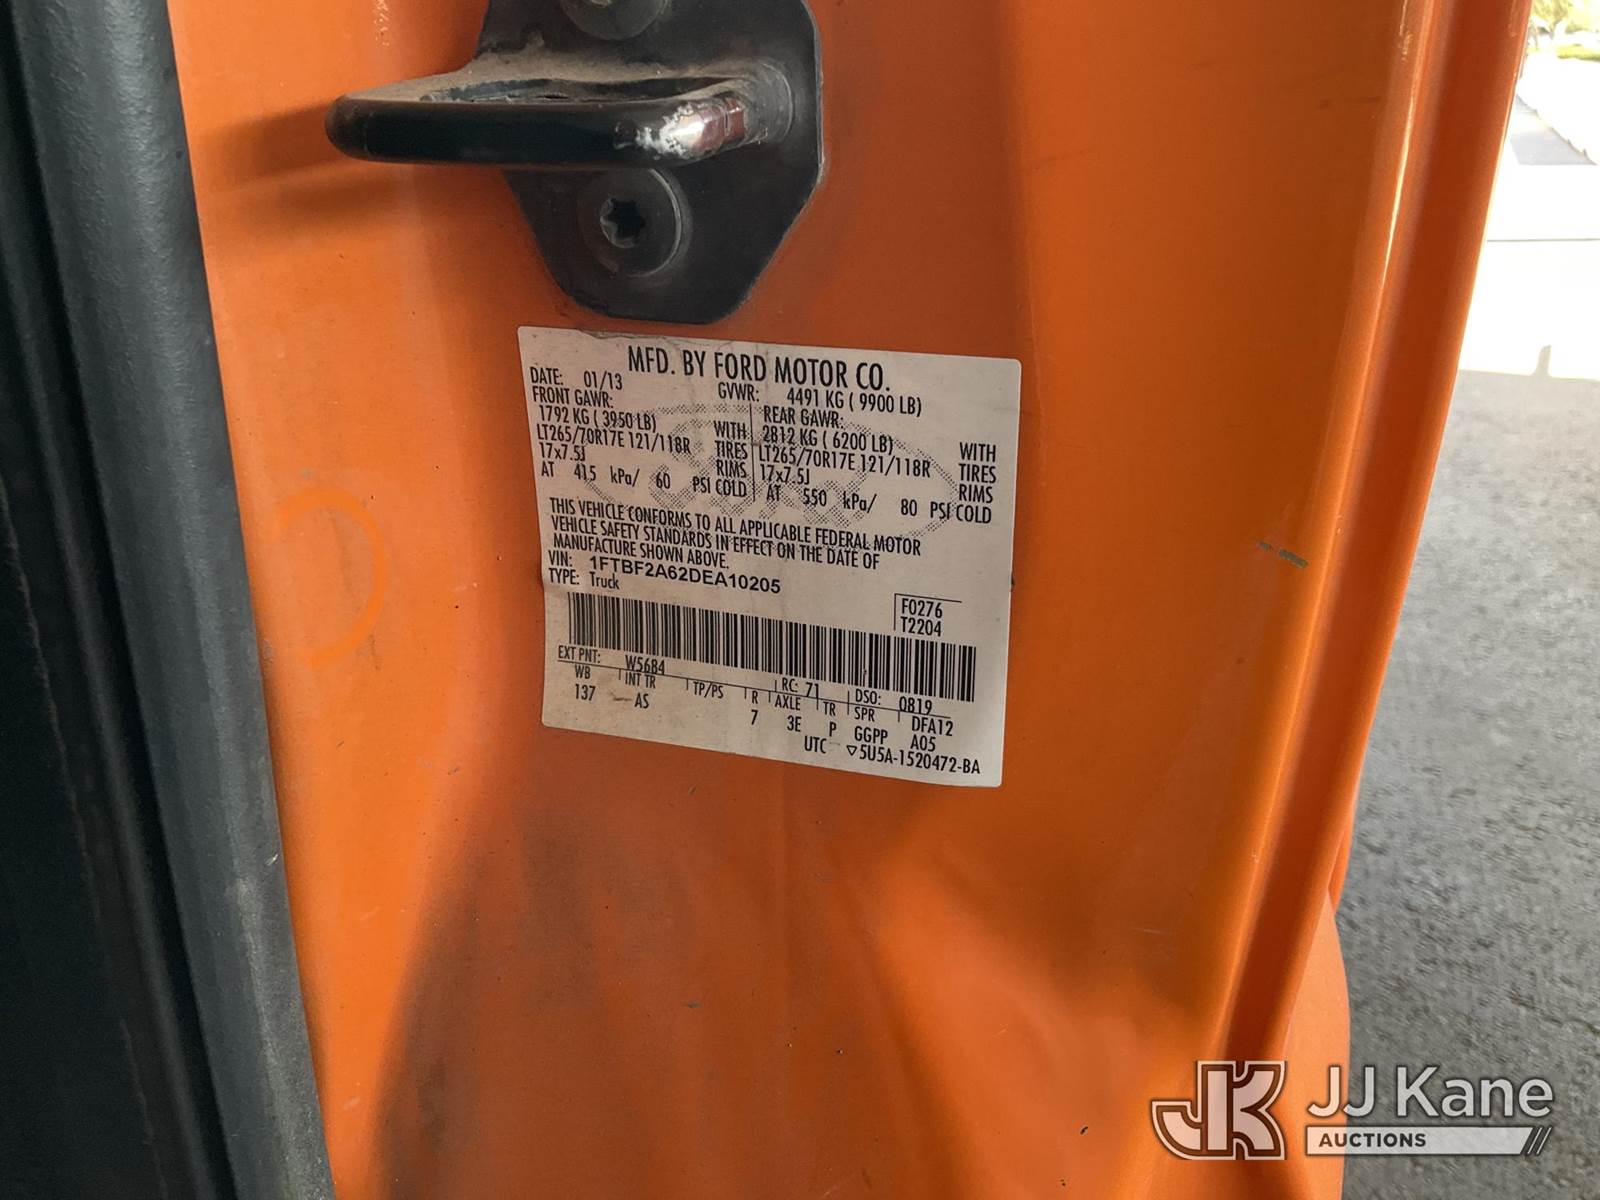 MFD. BY FORD MOTOR CO.
DATE: 01/13 GVWR: 4491 KG ( 9900 LB)
FRONT GAWR: REAR GAWR:
1792 KG ( 3950 LB) WITH 2812 KG ( 6200 LB) WITH
LT265/70R17E 121/118R TIRES LT265/70R17E 121/118R TIRES
17x7.5J RIMS 17x7.5J RIMS
AT 415 kPa/ 60 PSI COLD AT 550 kPa/ 80 PSI COLD
THIS VEHICLE CONFORMS TO ALL APPLICABLE FEDERAL MOTOR
VEHICLE SAFETY STANDARDS IN EFFECT ON THE DATE OF
MANUFACTURE SHOWN ABOVE.
VIN: 1FTBF2A62DEA10205
TYPE: Truck
F0276
T2204
EXT PNT: W5684 RC: 71 DSO: 0819
WB INT TR TP/PS R AXLE TR SPR DFA12
137 AS 7 3E P GGPP A05
UTC ▽5U5A-1520472-BA
JK JJ Kane
AUCTIONS